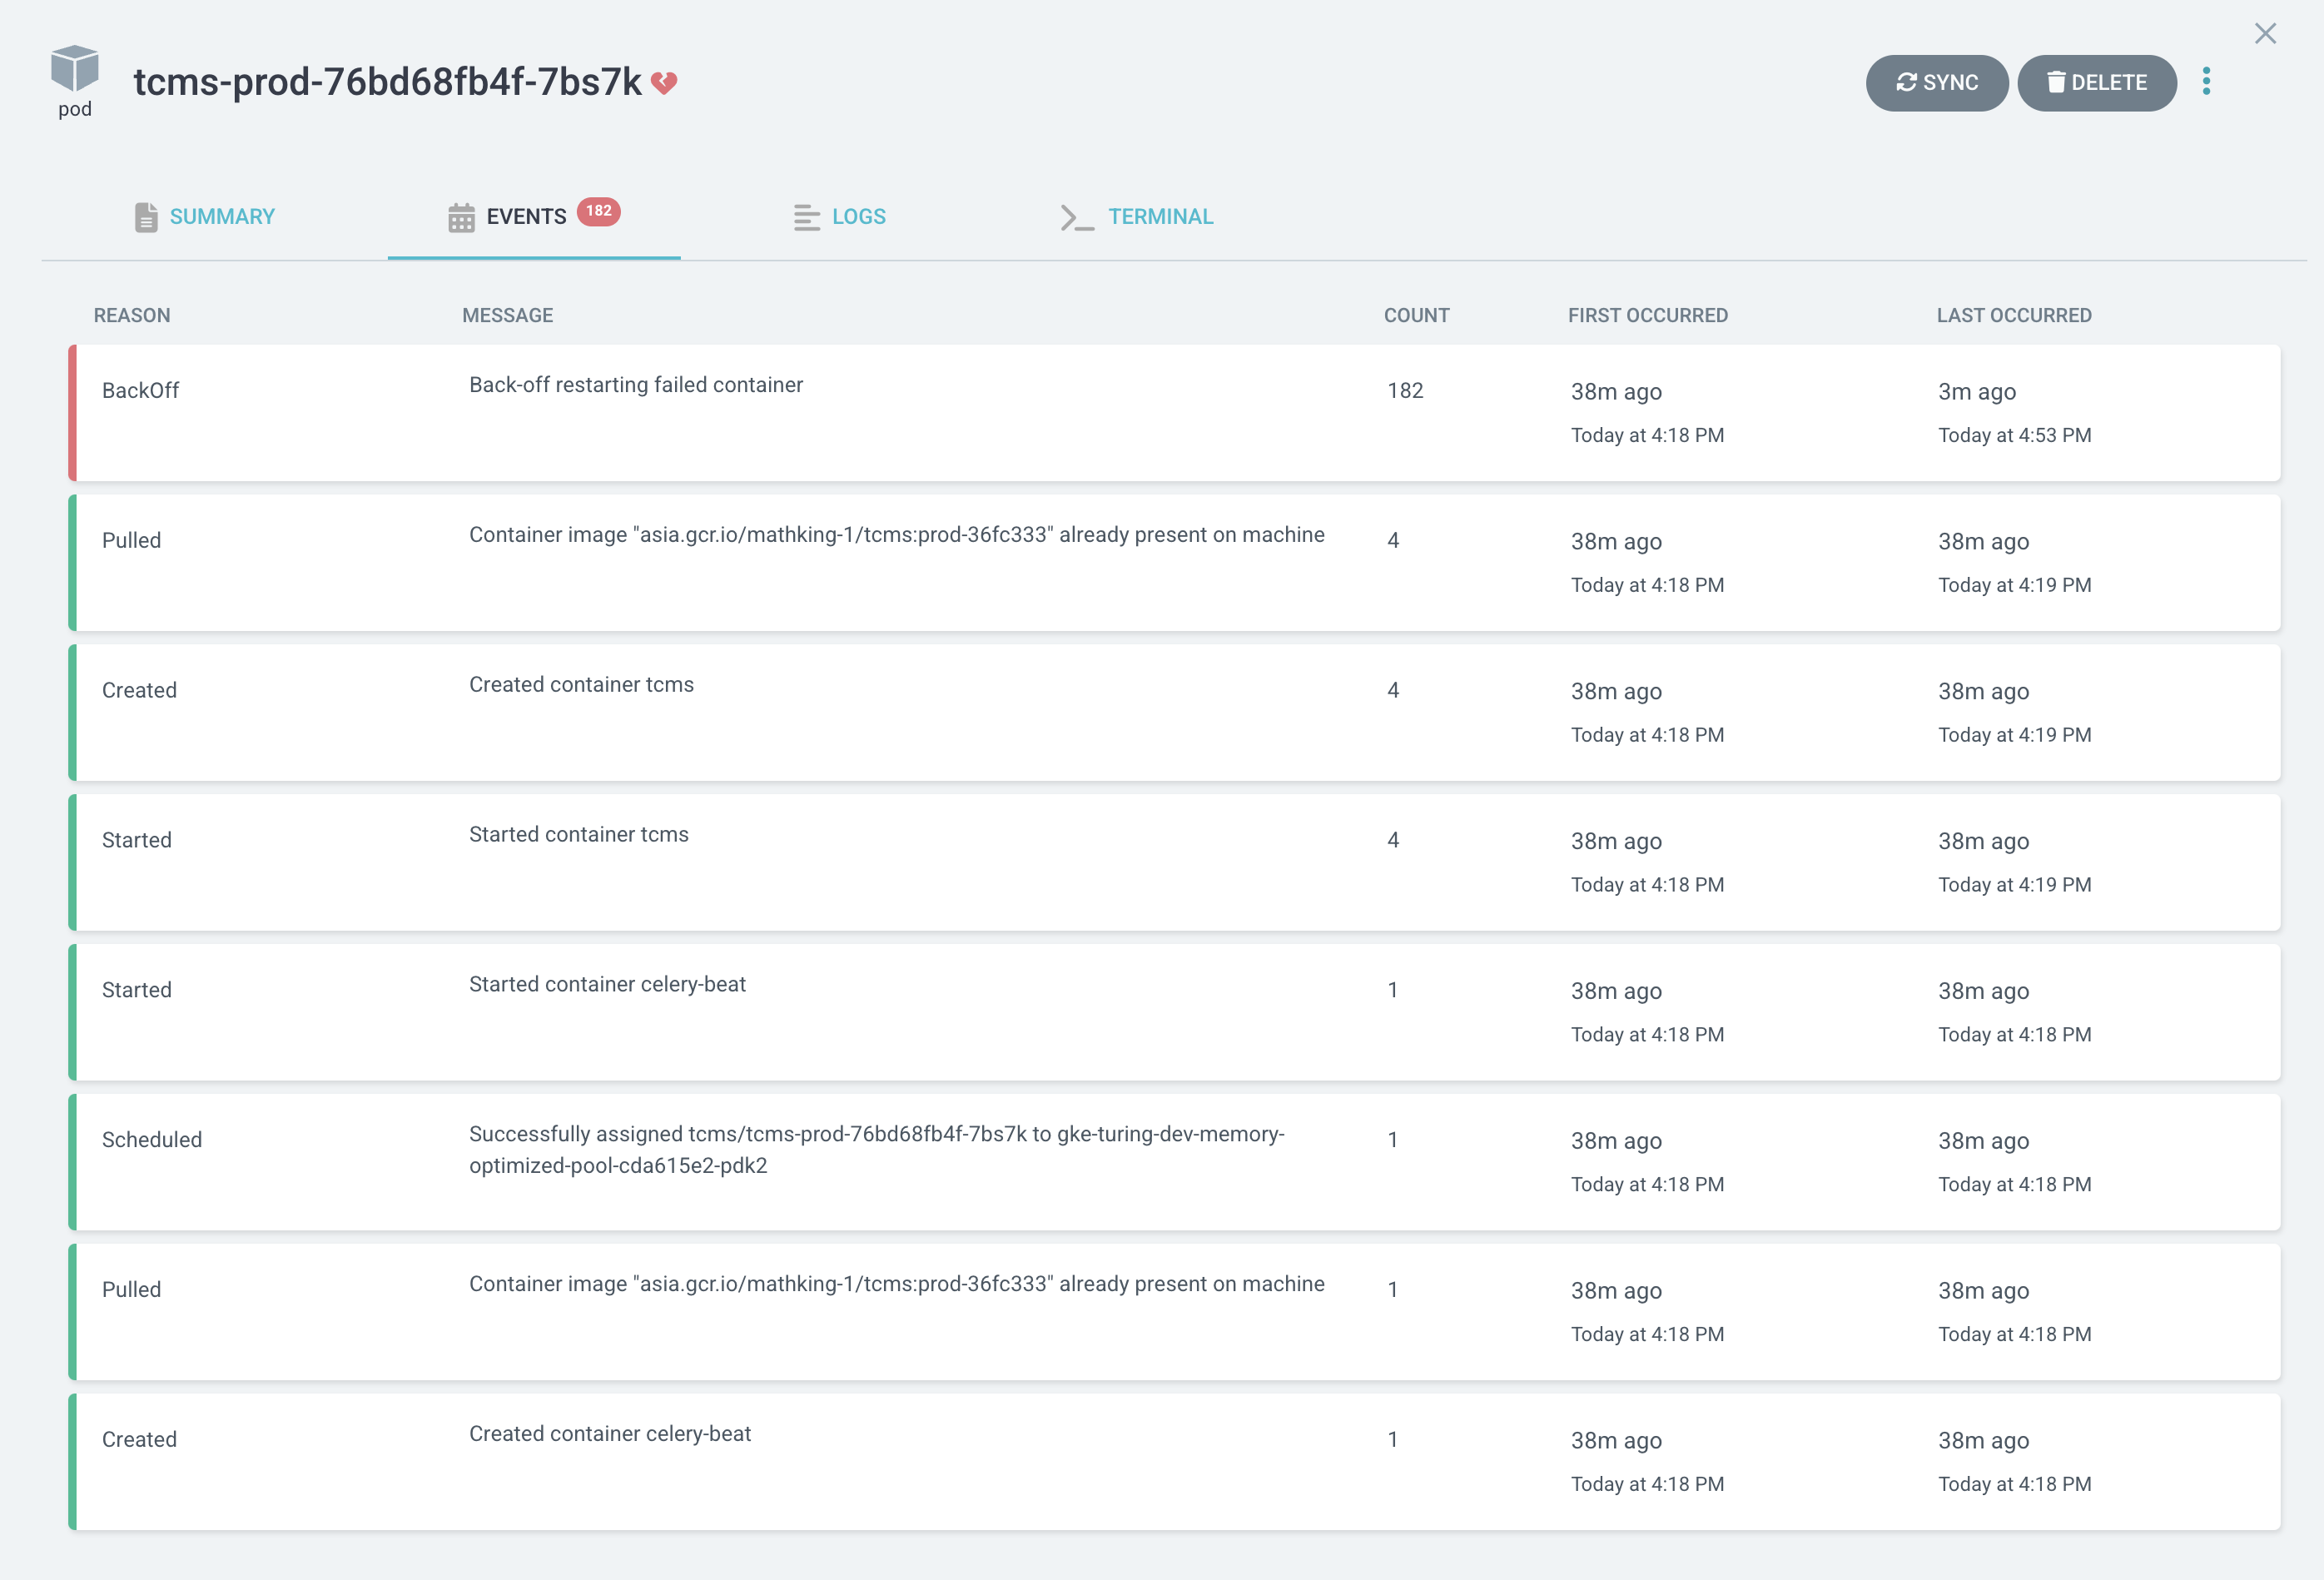 tcms-prod-76bd68fb4f-7bs7k
pod
SYNC
DELETE
SUMMARY
EVENTS 182
LOGS
TERMINAL
REASON MESSAGE COUNT FIRST OCCURRED LAST OCCURRED
BackOff Back-off restarting failed container 182 38m ago 3m ago
Today at 4:18 PM Today at 4:53 PM
Pulled Container image "asia.gcr.io/mathking-1/tcms:prod-36fc333" already present on machine 4 38m ago 38m ago
Today at 4:18 PM Today at 4:19 PM
Created Created container tcms 4 38m ago 38m ago
Today at 4:18 PM Today at 4:19 PM
Started Started container tcms 4 38m ago 38m ago
Today at 4:18 PM Today at 4:19 PM
Started Started container celery-beat 1 38m ago 38m ago
Today at 4:18 PM Today at 4:18 PM
Scheduled Successfully assigned tcms/tcms-prod-76bd68fb4f-7bs7k to gke-turing-dev-memory- 1 38m ago 38m ago
optimized-pool-cda615e2-pdk2
Today at 4:18 PM Today at 4:18 PM
Pulled Container image "asia.gcr.io/mathking-1/tcms:prod-36fc333" already present on machine 1 38m ago 38m ago
Today at 4:18 PM Today at 4:18 PM
Created Created container celery-beat 1 38m ago 38m ago
Today at 4:18 PM Today at 4:18 PM